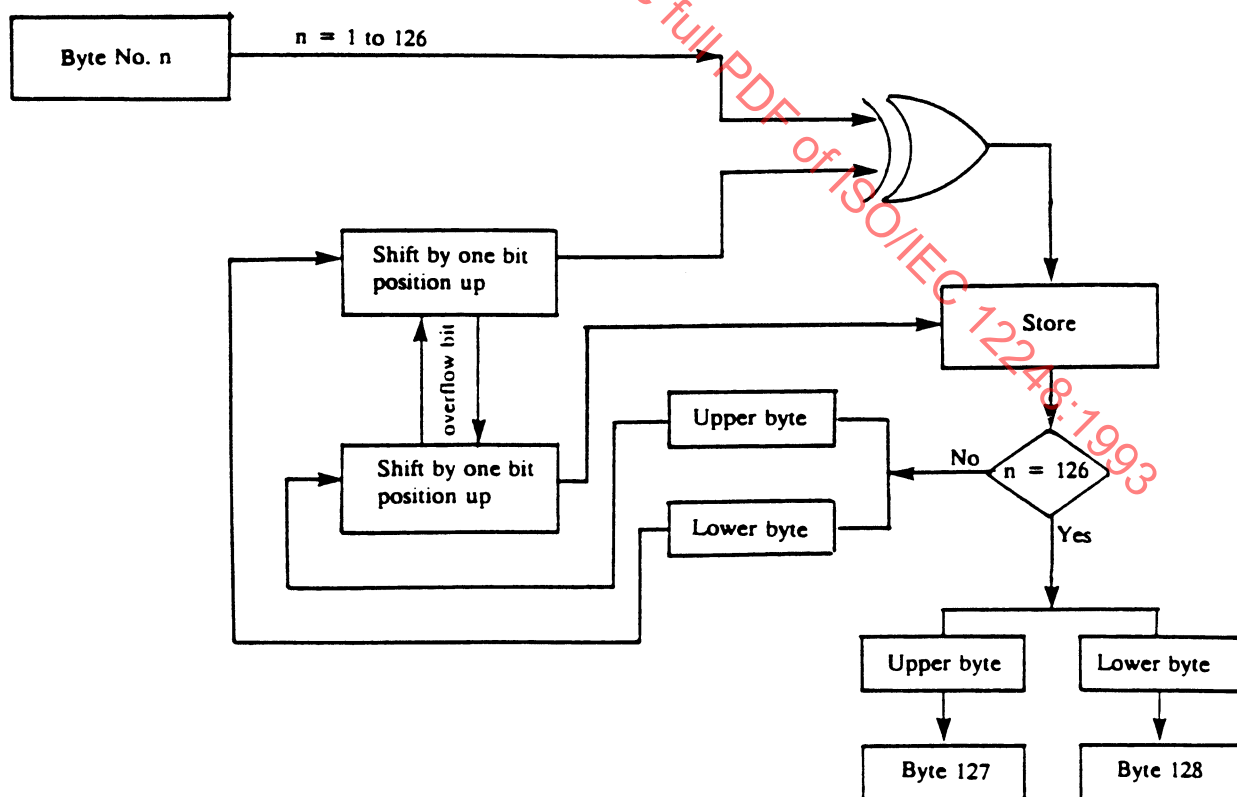 n = 1 to 126
Byte No. n
Shift by one bit
position up
overflow bit
Store
Upper byte
Shift by one bit
position up
No
n = 126
Lower byte
Yes
Upper byte
Lower byte
Byte 127
Byte 128
full PDF of ISO/IEC 12248:1993